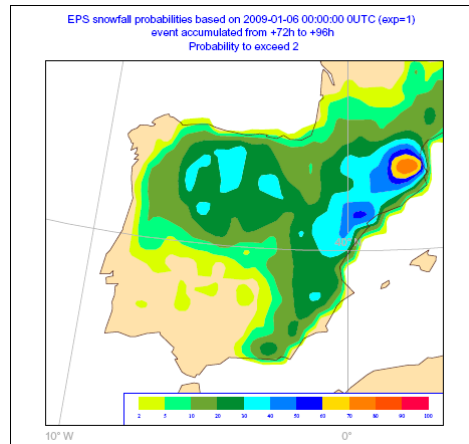 EPS snowfall probabilities based on 2009-01-06 00:00:00 0UTC (exp=1)
event accumulated from +72h to +96h
Probability to exceed 2
40°N
2 5 10 20 30 40 50 60 70 80 90 100
10° W 0°